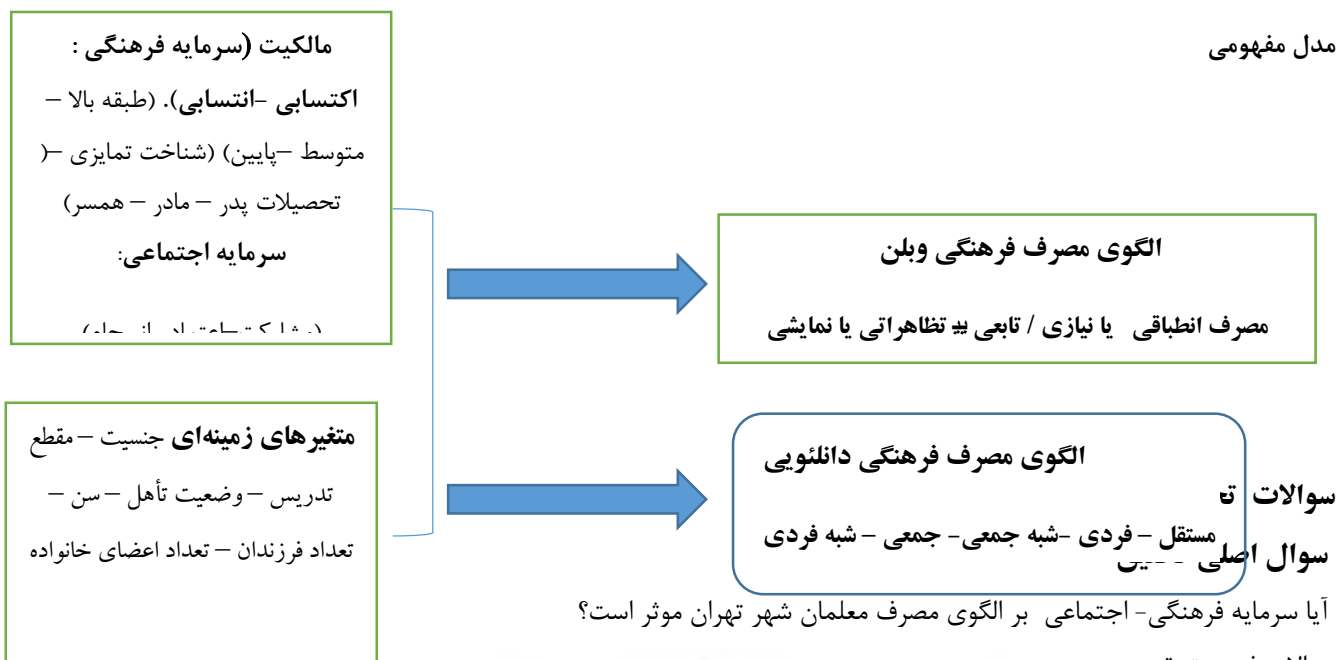 مدل مفهومی
مالکیت (سرمایه فرهنگی :
اکتسابی -انتسابی). (طبقه بالا –
متوسط –پایین) (شناخت تمایزی –(
تحصیلات پدر – مادر – همسر)
سرمایه اجتماعی:
الگوی مصرف فرهنگی وبلن
مصرف انطباقی یا نیازی / تابعی ≠ تظاهراتی یا نمایشی
متغیرهای زمینه‌ای جنسیت – مقطع
تدریس – وضعیت تأهل – سن –
تعداد فرزندان – تعداد اعضای خانواده
الگوی مصرف فرهنگی دانلئویی
مستقل – فردی -شبه جمعی- جمعی – شبه فردی
سوالات
سوال اصلی
آیا سرمایه فرهنگی- اجتماعی بر الگوی مصرف معلمان شهر تهران موثر است؟